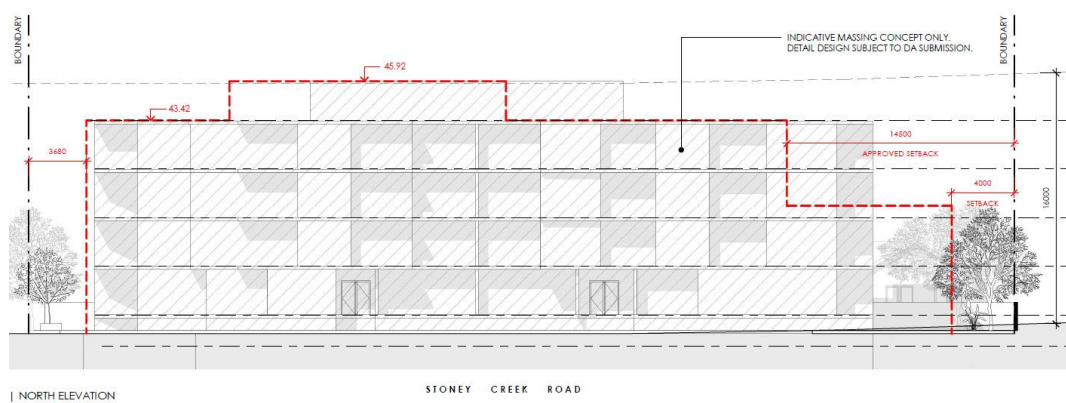 BOUNDARY
INDICATIVE MASSING CONCEPT ONLY.
DETAIL DESIGN SUBJECT TO DA SUBMISSION.
BOUNDARY
45.92
43.42
3680
14500
APPROVED SETBACK
4000
SETBACK
16000
STONEY CREEK ROAD
| NORTH ELEVATION